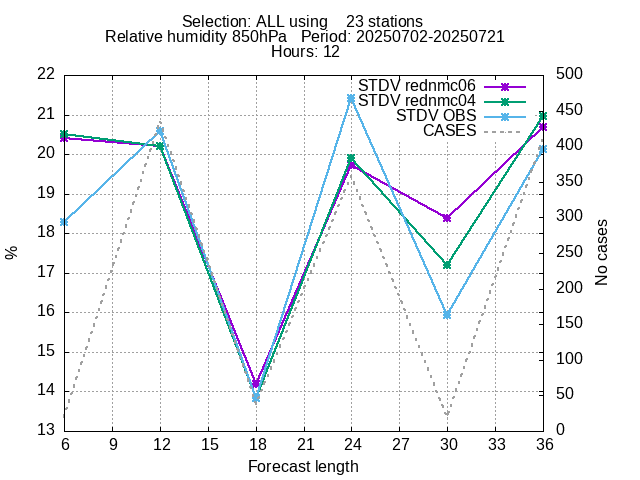 Selection: ALL using    23 stations
Relative humidity 850hPa   Period: 20250702-20250721
Hours: 12
STDV rednmc06
STDV rednmc04
STDV OBS
CASES
22
21
20
19
18
17
16
15
14
13
%
500
450
400
350
300
250
200
150
100
50
0
No cases
6 9 12 15 18 21 24 27 30 33 36
Forecast length